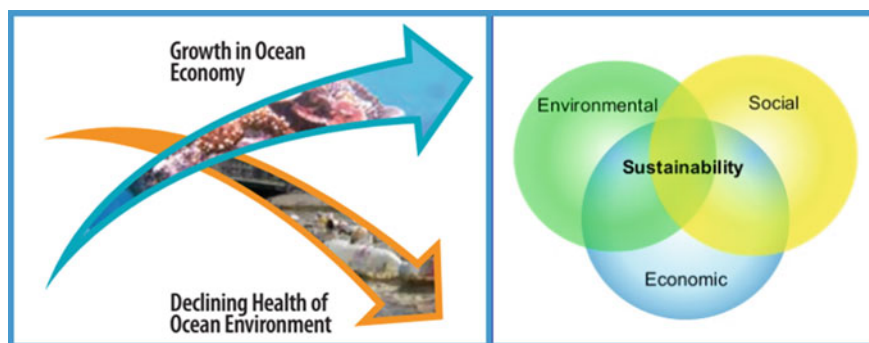 Growth in Ocean
Economy
Declining Health of
Ocean Environment
Environmental
Social
Sustainability
Economic